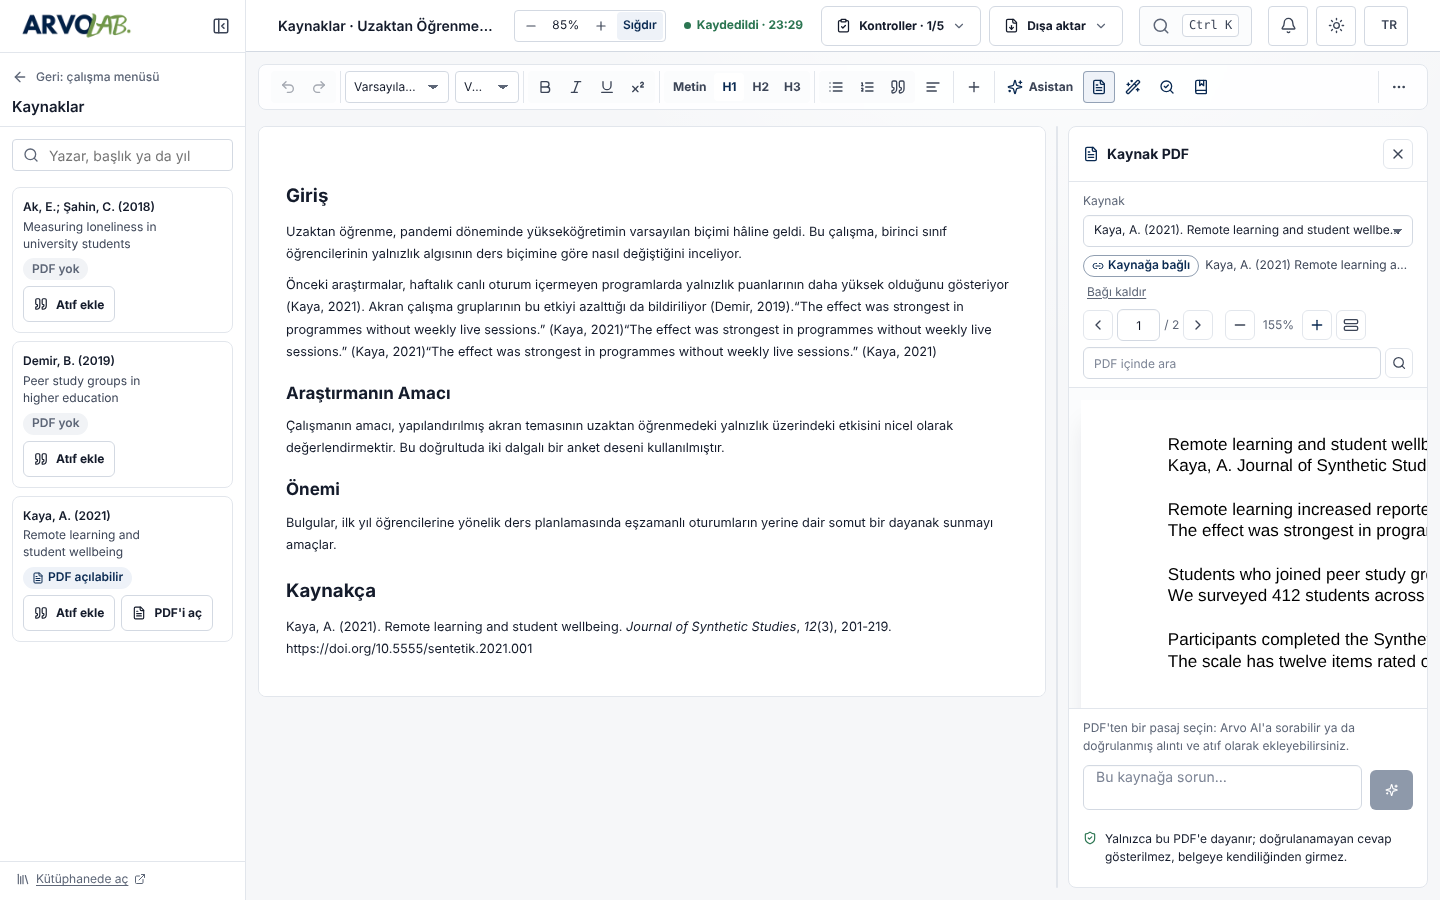 ARVOLAB.
Geri: çalışma menüsü
Kaynaklar
Yazar, başlık ya da yıl
Ak, E.; Şahin, C. (2018)
Measuring loneliness in
university students
PDF yok
Atıf ekle
Demir, B. (2019)
Peer study groups in
higher education
PDF yok
Atıf ekle
Kaya, A. (2021)
Remote learning and
student wellbeing
PDF açılabilir
Atıf ekle
PDF'i aç
Kütüphanede aç
Kaynaklar · Uzaktan Öğrenme...
85%
Sığdır
Kaydedildi · 23:29
Kontroller · 1/5
Dışa aktar
Ctrl K
TR
Varsayıla...
V...
B I U x²
Metin H1 H2 H3
Asistan
Giriş
Uzaktan öğrenme, pandemi döneminde yükseköğretimin varsayılan biçimi hâline geldi. Bu çalışma, birinci sınıf
öğrencilerinin yalnızlık algısının ders biçimine göre nasıl değiştiğini inceliyor.
Önceki araştırmalar, haftalık canlı oturum içermeyen programlarda yalnızlık puanlarının daha yüksek olduğunu gösteriyor
(Kaya, 2021). Akran çalışma gruplarının bu etkiyi azalttığı da bildiriliyor (Demir, 2019).“The effect was strongest in
programmes without weekly live sessions.” (Kaya, 2021)“The effect was strongest in programmes without weekly live
sessions.” (Kaya, 2021)“The effect was strongest in programmes without weekly live sessions.” (Kaya, 2021)
Araştırmanın Amacı
Çalışmanın amacı, yapılandırılmış akran temasının uzaktan öğrenmedeki yalnızlık üzerindeki etkisini nicel olarak
değerlendirmektir. Bu doğrultuda iki dalgalı bir anket deseni kullanılmıştır.
Önemi
Bulgular, ilk yıl öğrencilerine yönelik ders planlamasında eşzamanlı oturumların yerine dair somut bir dayanak sunmayı
amaçlar.
Kaynakça
Kaya, A. (2021). Remote learning and student wellbeing. Journal of Synthetic Studies, 12(3), 201-219.
https://doi.org/10.5555/sentetik.2021.001
Kaynak PDF
Kaynak
Kaya, A. (2021). Remote learning and student wellbe...
Kaynağa bağlı
Kaya, A. (2021) Remote learning a...
Bağı kaldır
1 / 2
155%
PDF içinde ara
Remote learning and student wellb
Kaya, A. Journal of Synthetic Stud
Remote learning increased reporte
The effect was strongest in progra
Students who joined peer study gr
We surveyed 412 students across
Participants completed the Synthe
The scale has twelve items rated o
PDF'ten bir pasaj seçin: Arvo AI'a sorabilir ya da
doğrulanmış alıntı ve atıf olarak ekleyebilirsiniz.
Bu kaynağa sorun...
Yalnızca bu PDF'e dayanır; doğrulanamayan cevap
gösterilmez, belgeye kendiliğinden girmez.